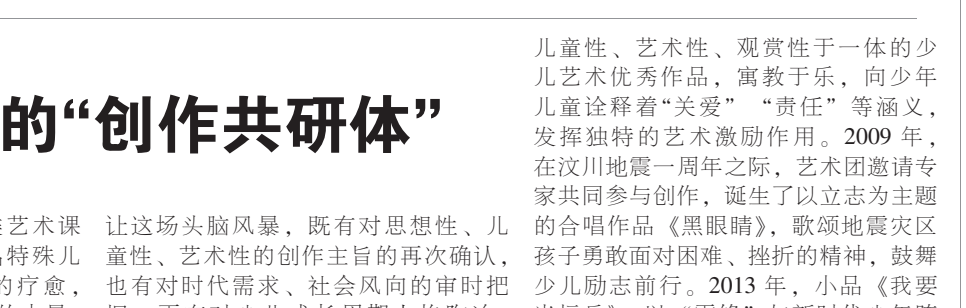 的“创作共研体”
艺术课
特殊儿
的疗愈，
让这场头脑风暴，既有对思想性、儿
童性、艺术性的创作主旨的再次确认，
也有对时代需求、社会风向的审时把
儿童性、艺术性、观赏性于一体的少
儿艺术优秀作品，寓教于乐，向少年
儿童诠释着“关爱” “责任” 等涵义，
发挥独特的艺术激励作用。2009 年，
在汶川地震一周年之际，艺术团邀请专
家共同参与创作，诞生了以立志为主题
的合唱作品《黑眼睛》，歌颂地震灾区
孩子勇敢面对困难、挫折的精神，鼓舞
少儿励志前行。2013 年，小品《我要